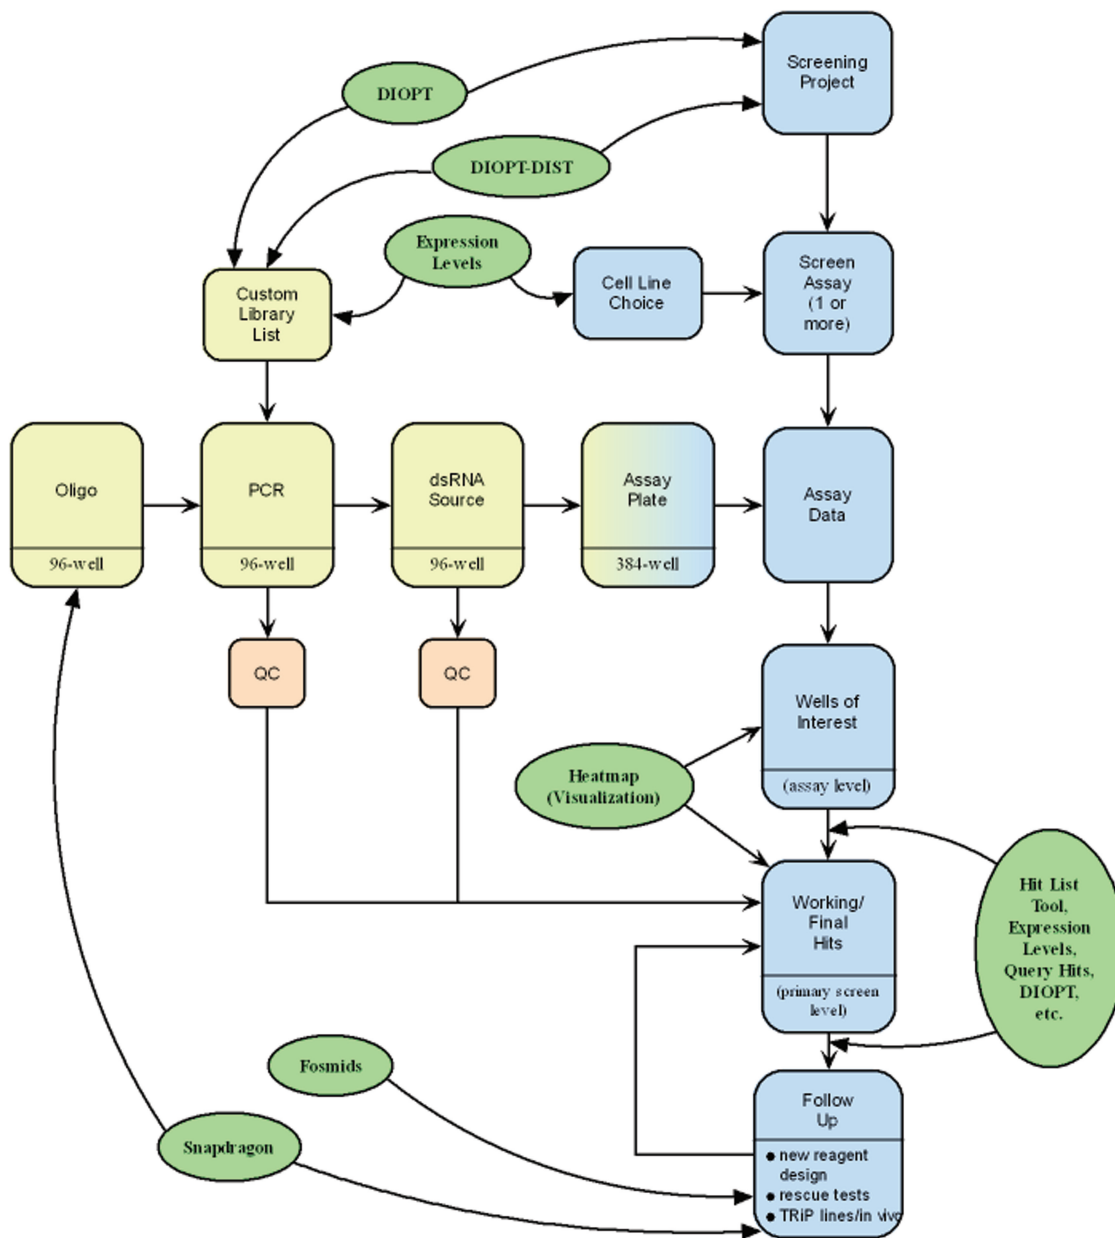 Screening
Project
DIOPT
DIOPT-DIST
Expression
Levels
Cell Line
Choice
Screen
Assay
(1 or
more)
Custom
Library
List
Oligo
96-well
PCR
96-well
dsRNA
Source
96-well
Assay
Plate
384-well
Assay
Data
QC
QC
Wells of
Interest
(assay level)
Heatmap
(Visualization)
Working/
Final
Hits
(primary screen
level)
Hit List
Tool,
Expression
Levels,
Query Hits,
DIOPT,
etc.
Fosmids
Snapdragon
Follow
Up
● new reagent
design
● rescue tests
● TRiP lines/in vivo